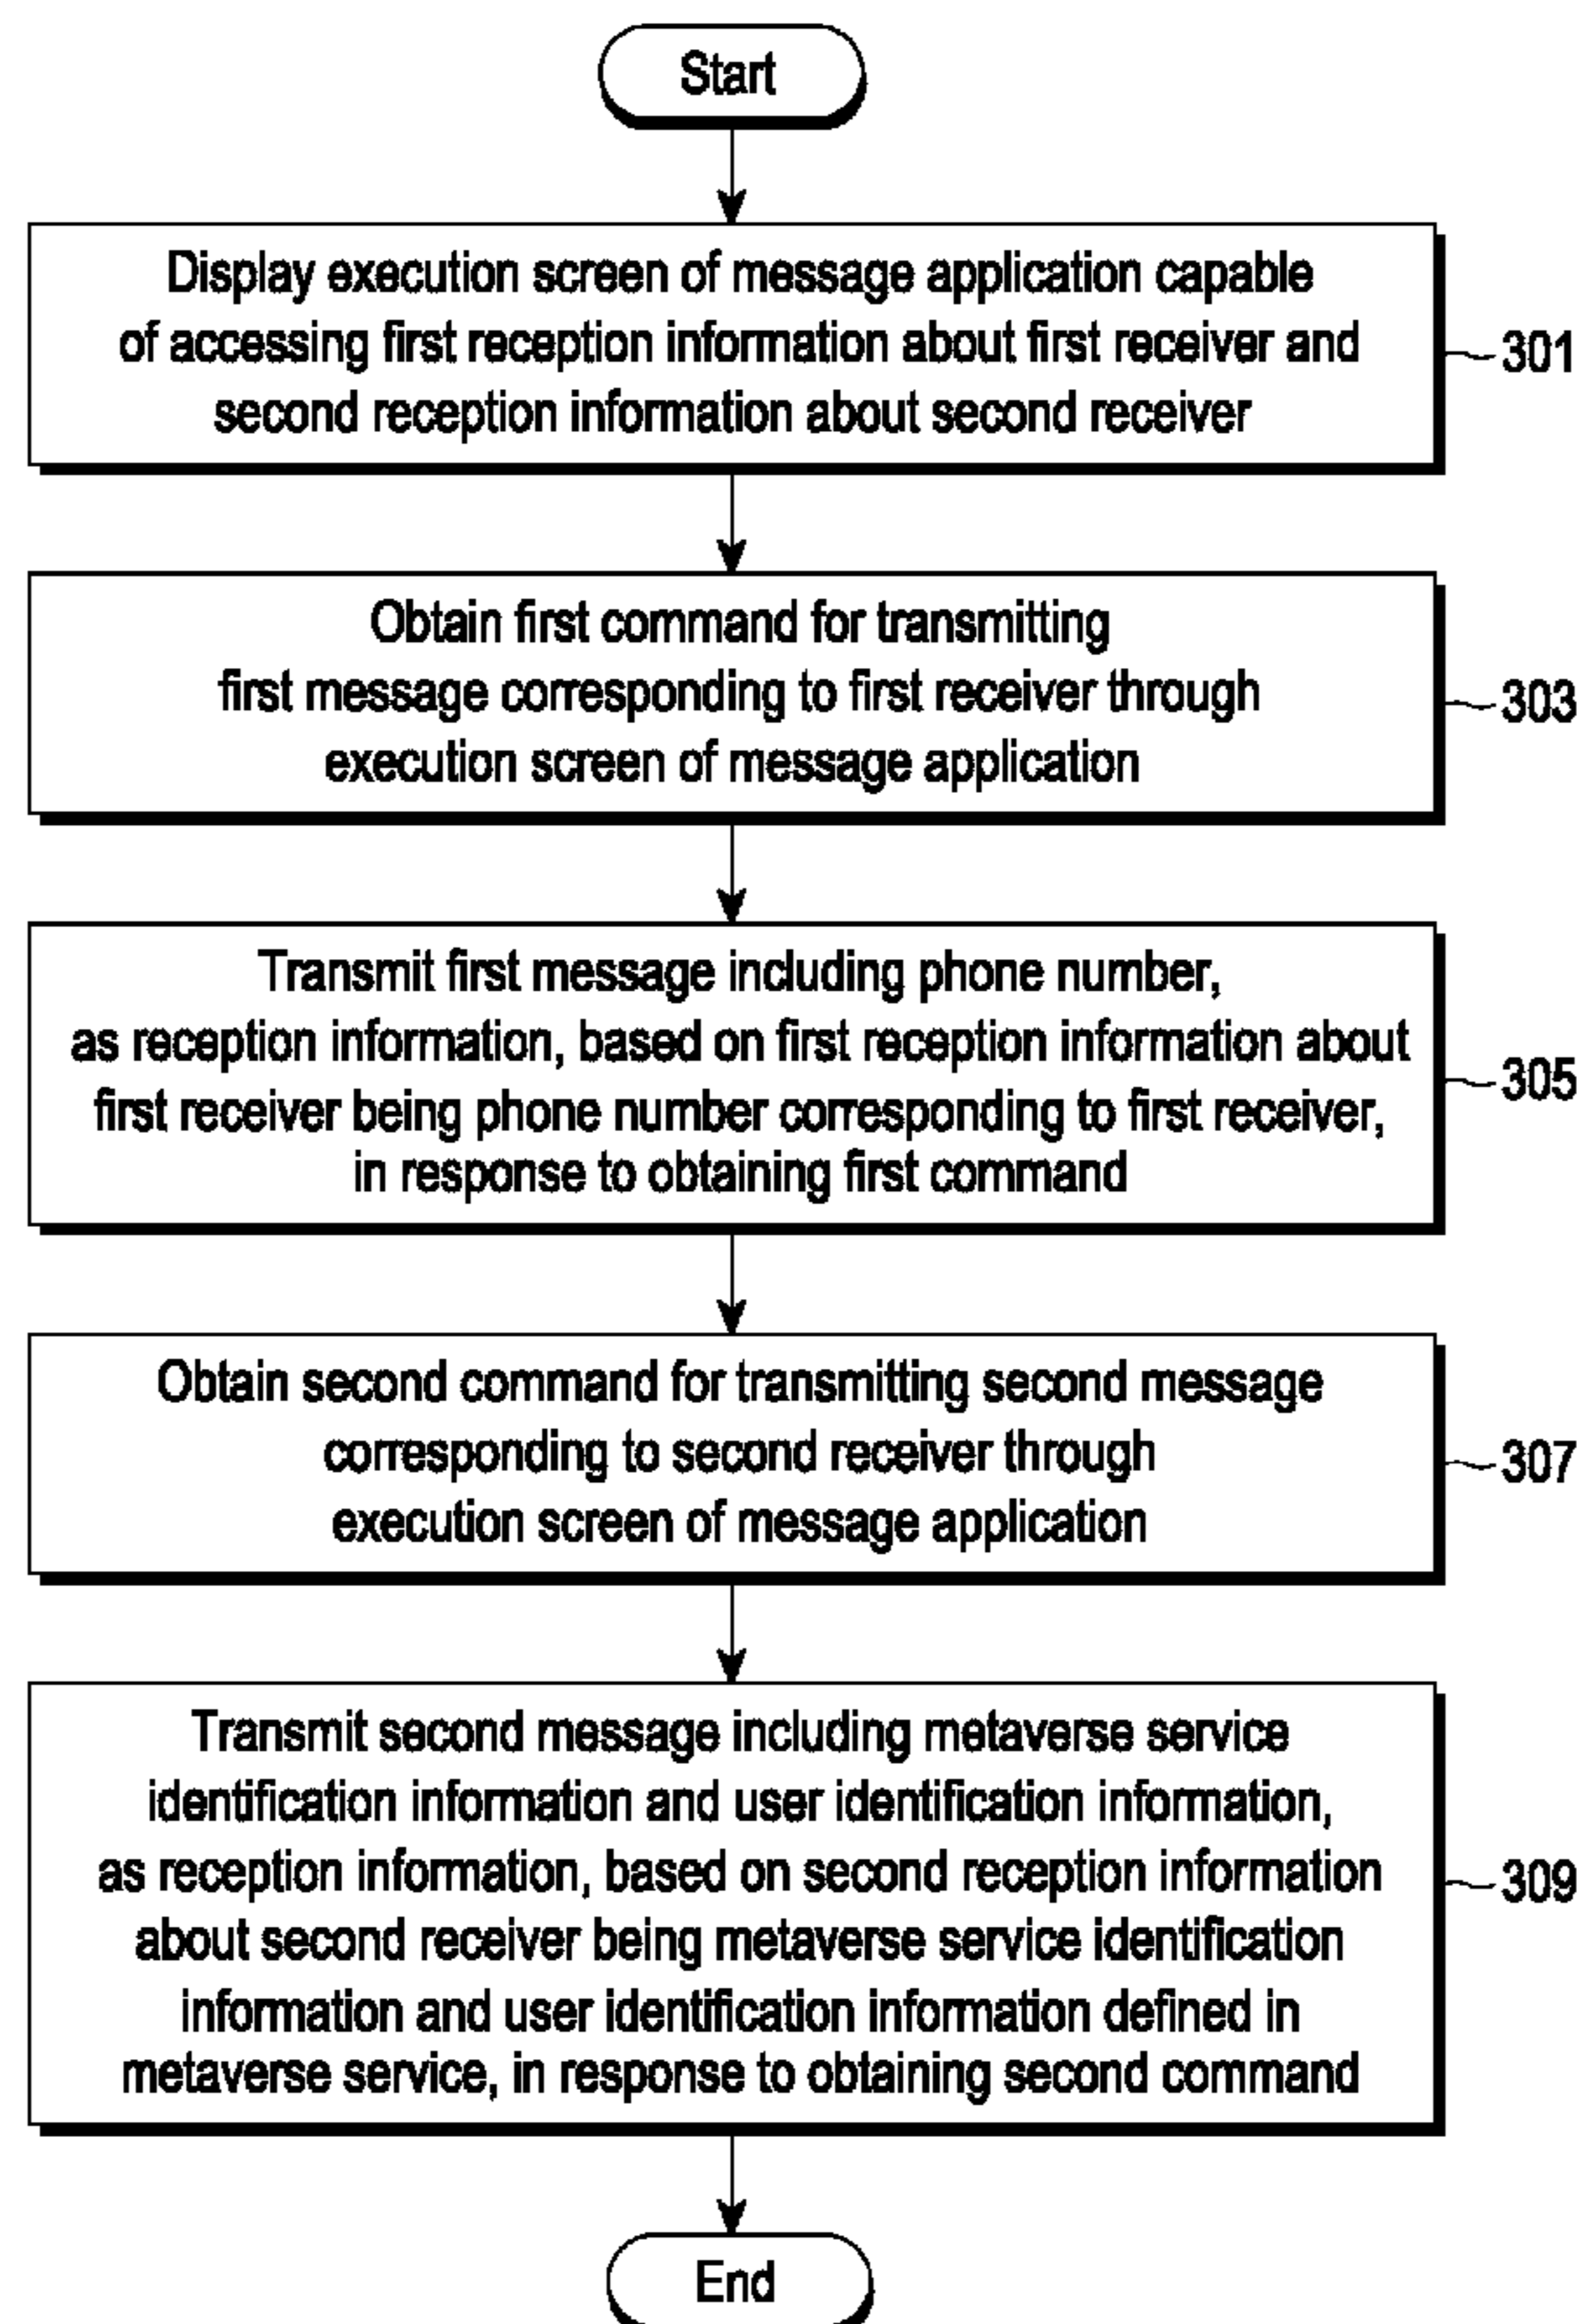 Start
Display execution screen of message application capable
of accessing first reception information about first receiver and
second reception information about second receiver
301
Obtain first command for transmitting
first message corresponding to first receiver through
execution screen of message application
303
Transmit first message including phone number,
as reception information, based on first reception information about
first receiver being phone number corresponding to first receiver,
in response to obtaining first command
305
Obtain second command for transmitting second message
corresponding to second receiver through
execution screen of message application
307
Transmit second message including metaverse service
identification information and user identification information,
as reception information, based on second reception information
about second receiver being metaverse service identification
information and user identification information defined in
metaverse service, in response to obtaining second command
309
End